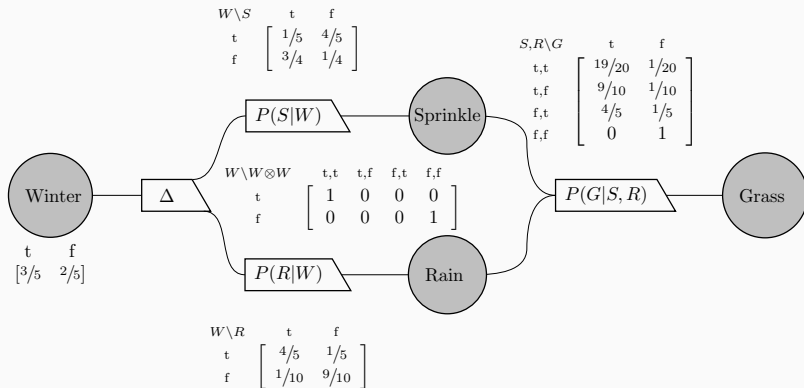 W\S t f
t 1/5 4/5
f 3/4 1/4
S,R\G t f
t,t 19/20 1/20
t,f 9/10 1/10
f,t 4/5 1/5
f,f 0 1
P(S|W)
Sprinkle
W\W⊗W t,t t,f f,t f,f
t 1 0 0 0
f 0 0 0 1
Winter
Δ
P(G|S, R)
Grass
t f
[3/5 2/5]
P(R|W)
Rain
W\R t f
t 4/5 1/5
f 1/10 9/10